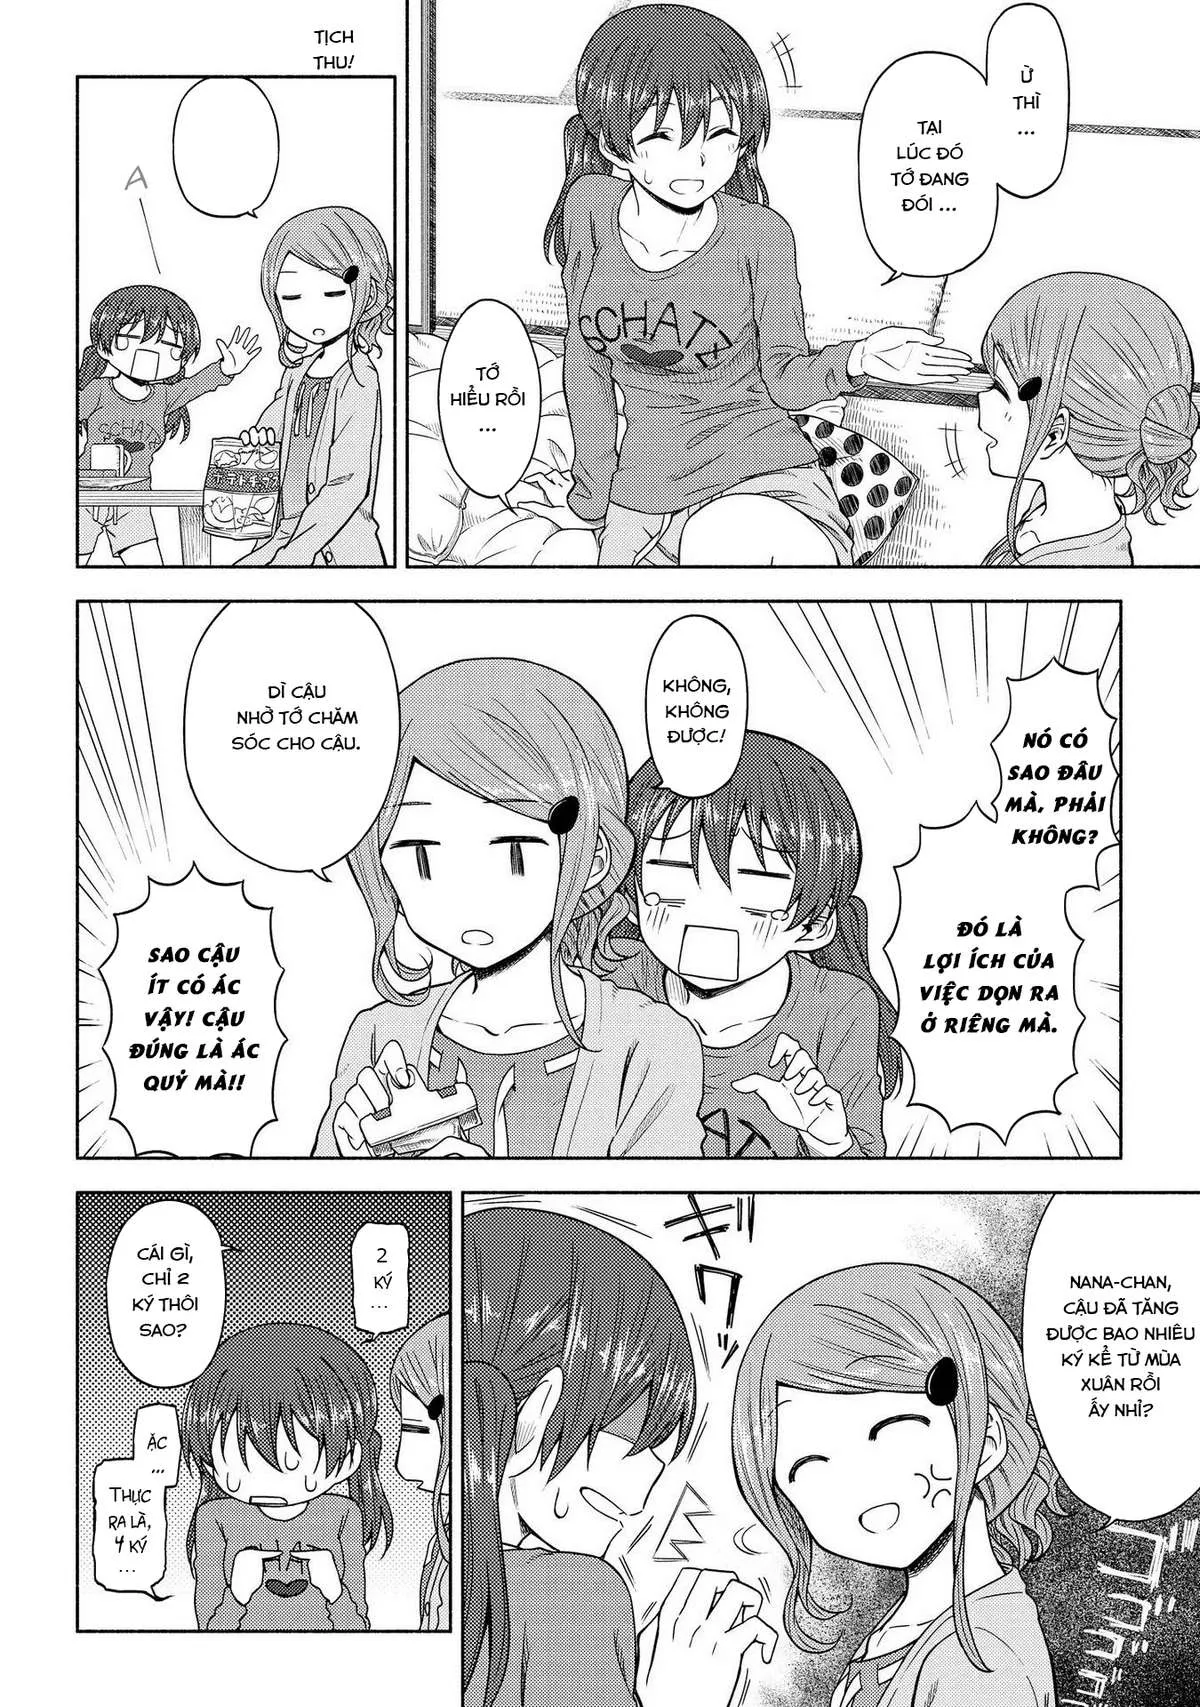 Ừ
THÌ
...
TẠI
LÚC ĐÓ
TỚ ĐANG
ĐÓI ...
SCHATZ
TỚ
HIỂU RỒI
...
TỊCH
THU!
A
SCHATZ
NÓ CÓ
SAO ĐÂU
MÀ, PHẢI
KHÔNG?
ĐÓ LÀ
LỢI ÍCH CỦA
VIỆC DỌN RA
Ở RIÊNG MÀ.
KHÔNG,
KHÔNG
ĐƯỢC!
DÌ CẬU
NHỜ TỚ CHĂM
SÓC CHO CẬU.
SAO CẬU
ÍT CÓ ÁC
VẬY! CẬU
ĐÚNG LÀ ÁC
QUỶ MÀ!!
AT
NANA-CHAN,
CẬU ĐÃ TĂNG
ĐƯỢC BAO NHIÊU
KÝ KỂ TỪ MÙA
XUÂN RỒI
ẤY NHỈ?
2
KÝ
...
CÁI GÌ,
CHỈ 2
KÝ THÔI
SAO?
ẶC
...
THỰC
RA LÀ,
4 KÝ
...